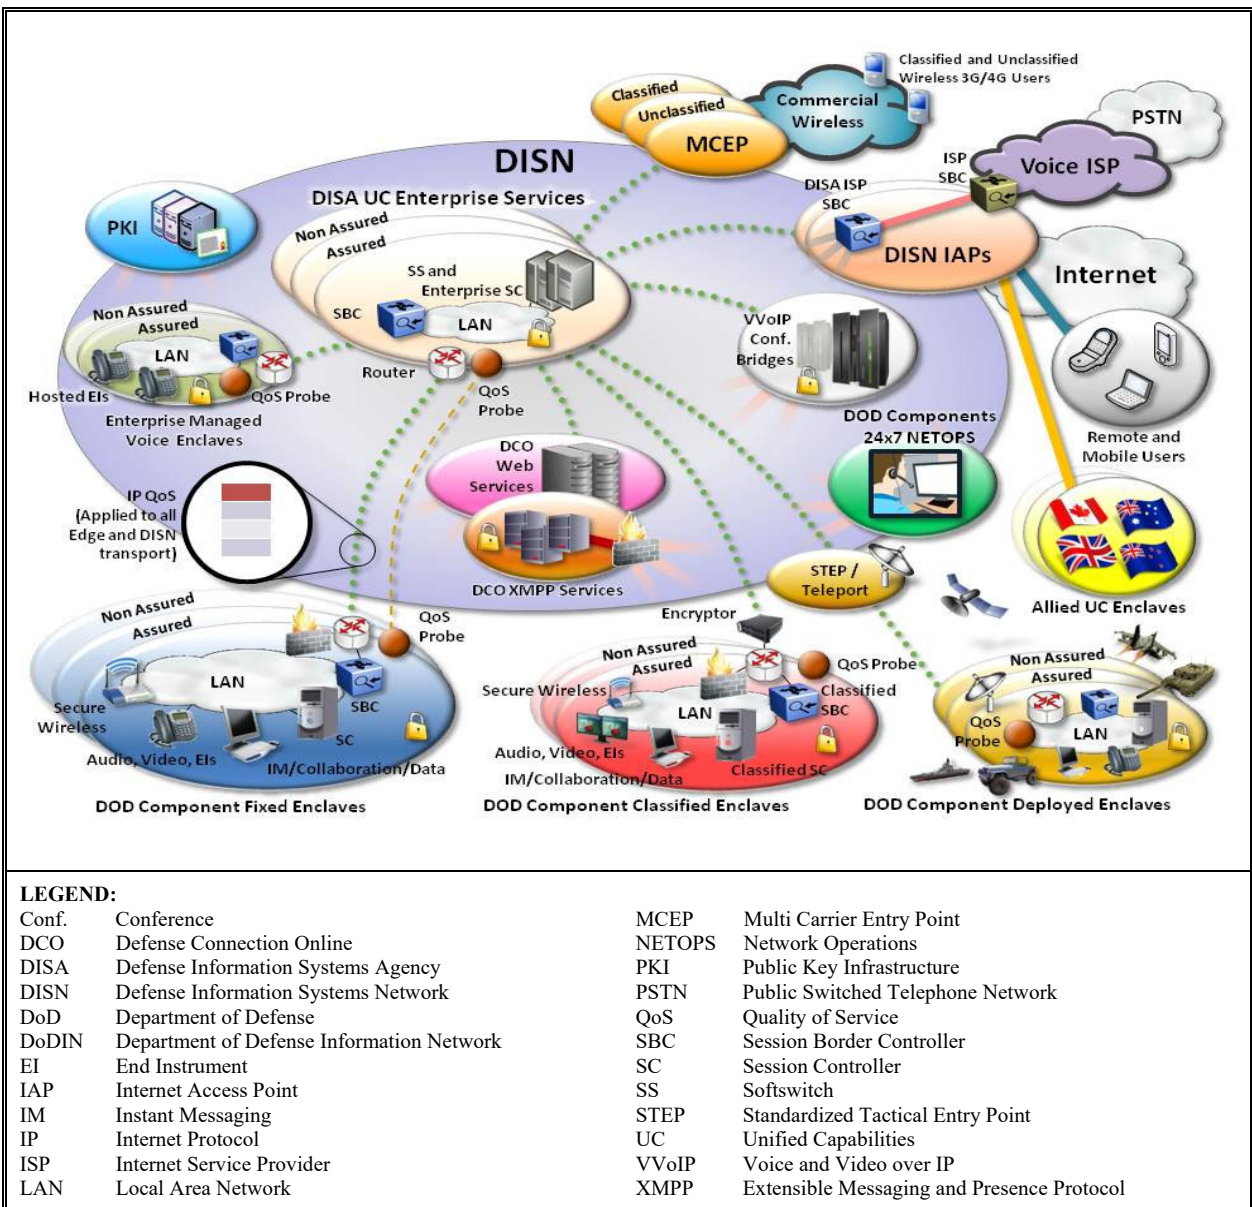 Classified and Unclassified
Wireless 3G/4G Users
Classified
Unclassified
MCEP
Commercial
Wireless
PSTN
Voice ISP
ISP
SBC
DISN
DISA UC Enterprise Services
DISA ISP
SBC
DISN IAPs
Internet
PKI
Non Assured
Assured
SS and
Enterprise SC
SBC
LAN
Router
QoS
Probe
VVoIP
Conf.
Bridges
Non Assured
Assured
LAN
Hosted EIs
QoS Probe
Enterprise Managed
Voice Enclaves
DOD Components
24x7 NETOPS
Remote and
Mobile Users
DCO
Web
Services
IP QoS
(Applied to all
Edge and DISN
transport)
DCO XMPP Services
STEP /
Teleport
Allied UC Enclaves
Non Assured
Assured
QoS
Probe
LAN
SBC
Secure
Wireless
SC
Audio, Video, EIs
IM/Collaboration/Data
DOD Component Fixed Enclaves
Encryptor
Non Assured
Assured
QoS Probe
Secure Wireless
Classified
SBC
LAN
Audio, Video, EIs
Classified SC
IM/Collaboration/Data
DOD Component Classified Enclaves
Non Assured
Assured
QoS
Probe
LAN
DOD Component Deployed Enclaves
LEGEND:
Conf. Conference
DCO Defense Connection Online
DISA Defense Information Systems Agency
DISN Defense Information Systems Network
DoD Department of Defense
DoDIN Department of Defense Information Network
EI End Instrument
IAP Internet Access Point
IM Instant Messaging
IP Internet Protocol
ISP Internet Service Provider
LAN Local Area Network
MCEP Multi Carrier Entry Point
NETOPS Network Operations
PKI Public Key Infrastructure
PSTN Public Switched Telephone Network
QoS Quality of Service
SBC Session Border Controller
SC Session Controller
SS Softswitch
STEP Standardized Tactical Entry Point
UC Unified Capabilities
VVoIP Voice and Video over IP
XMPP Extensible Messaging and Presence Protocol